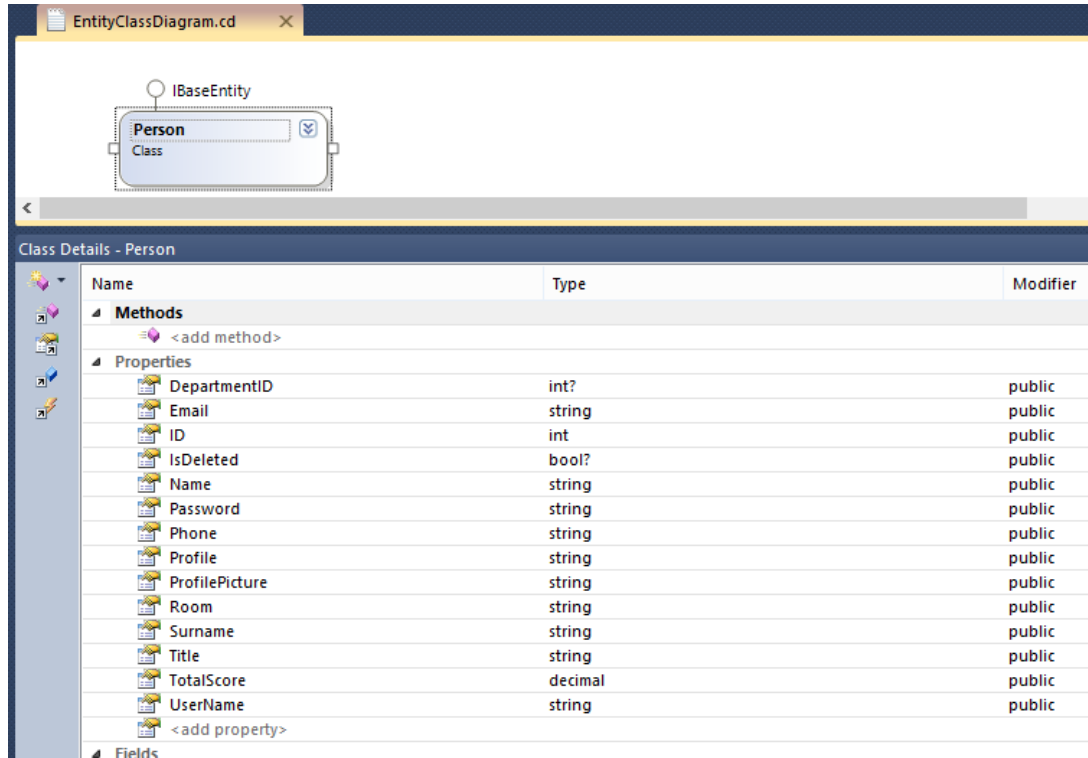 EntityClassDiagram.cd
IBaseEntity
Person
Class
Class Details - Person
Name Type Modifier
Methods
<add method>
Properties
DepartmentID int? public
Email string public
ID int public
IsDeleted bool? public
Name string public
Password string public
Phone string public
Profile string public
ProfilePicture string public
Room string public
Surname string public
Title string public
TotalScore decimal public
UserName string public
<add property>
Fields